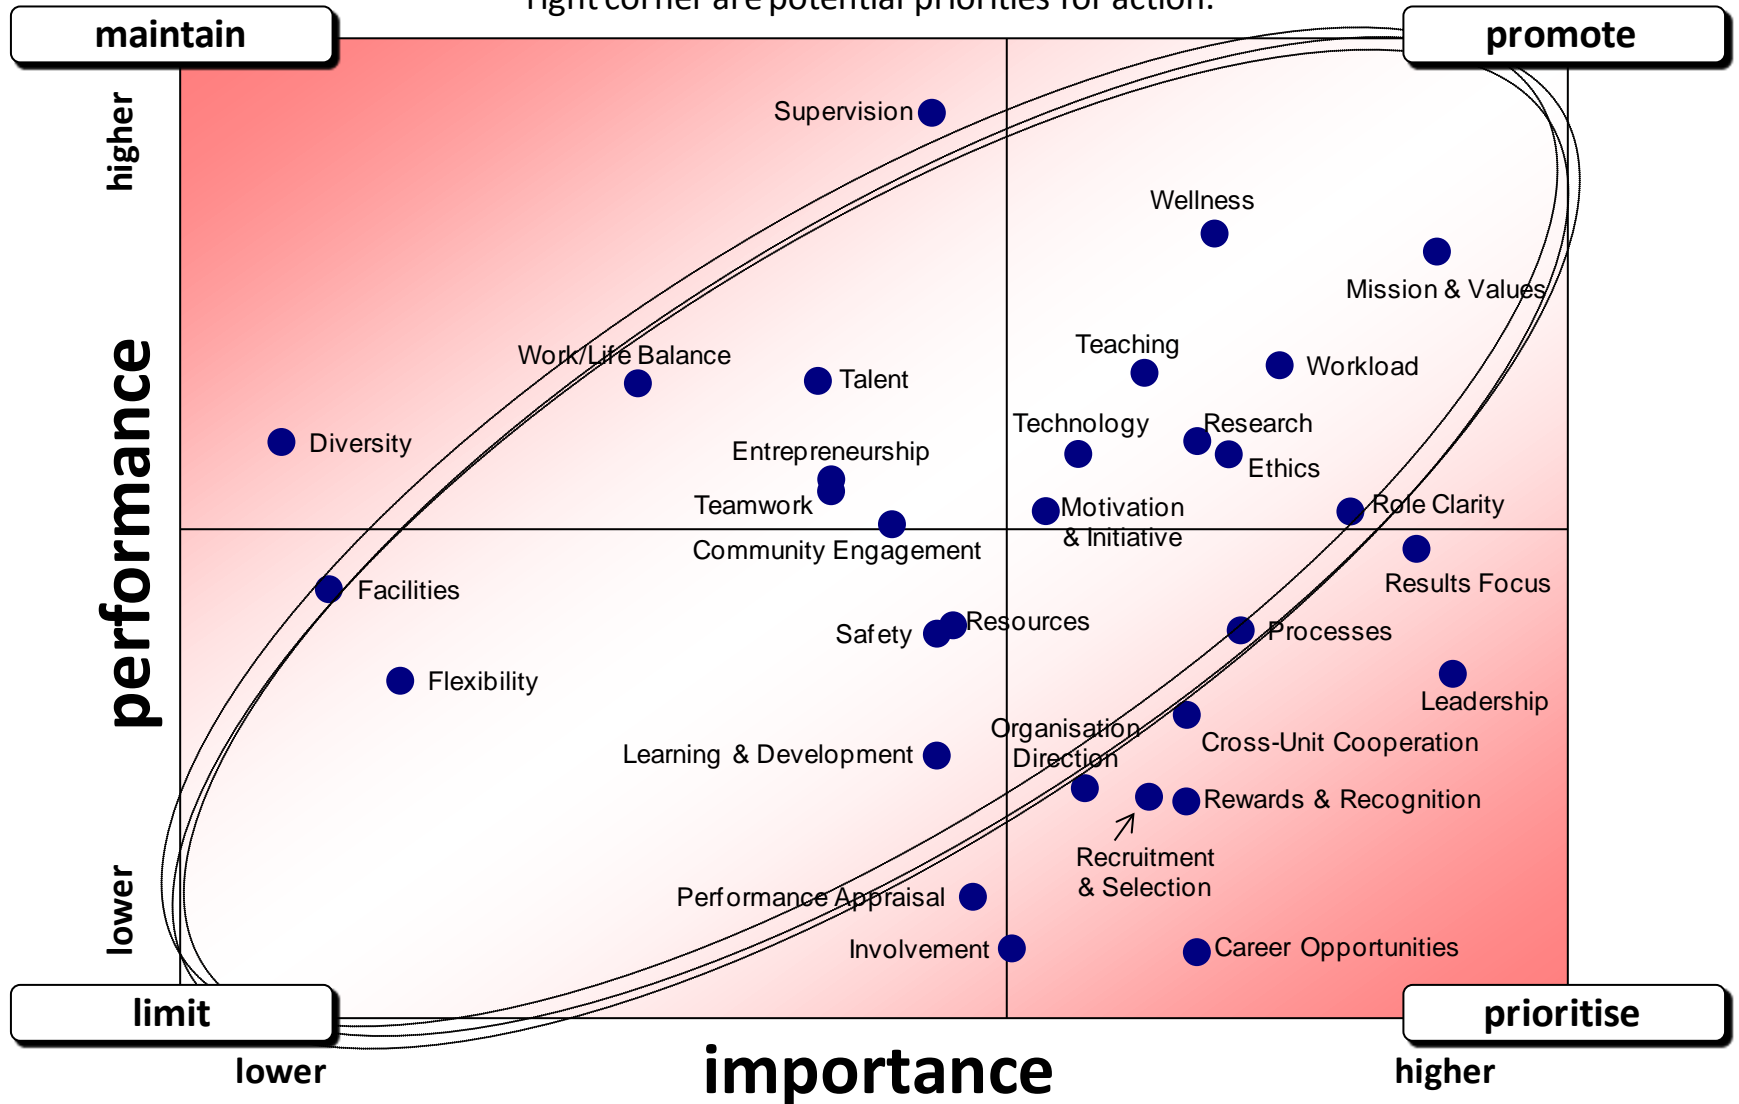 right corner are potential priorities for action.
maintain
promote
higher
Supervision
Wellness
Mission & Values
Teaching
Work/Life Balance
Talent
Workload
performance
Diversity
Technology
Research
Entrepreneurship
Ethics
Teamwork
Motivation
& Initiative
Role Clarity
Community Engagement
Results Focus
Facilities
Resources
Safety
Processes
Flexibility
Leadership
Organisation
Direction
Cross-Unit Cooperation
Learning & Development
Rewards & Recognition
Recruitment
& Selection
lower
Performance Appraisal
Involvement
Career Opportunities
limit
prioritise
lower
importance
higher